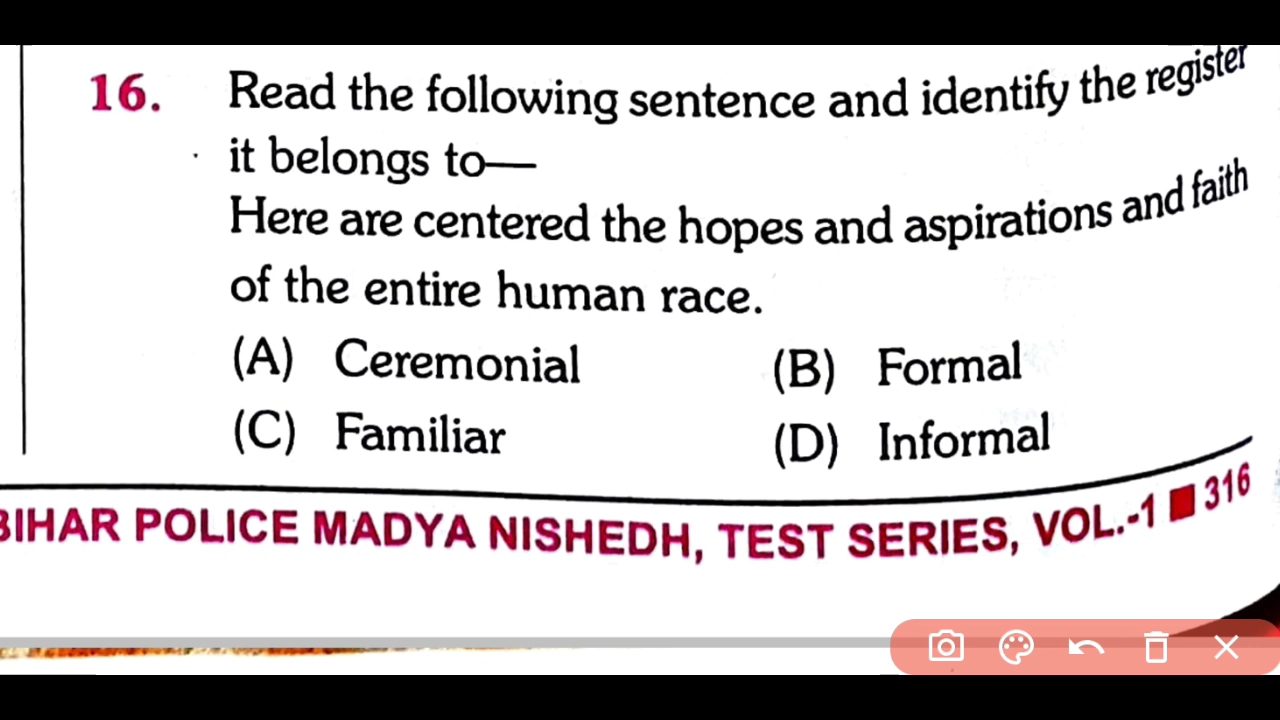 16. Read the following sentence and identify the register
it belongs to—
Here are centered the hopes and aspirations and faith
of the entire human race.
(A) Ceremonial (B) Formal
(C) Familiar (D) Informal
BIHAR POLICE MADYA NISHEDH, TEST SERIES, VOL.-1 ■ 316